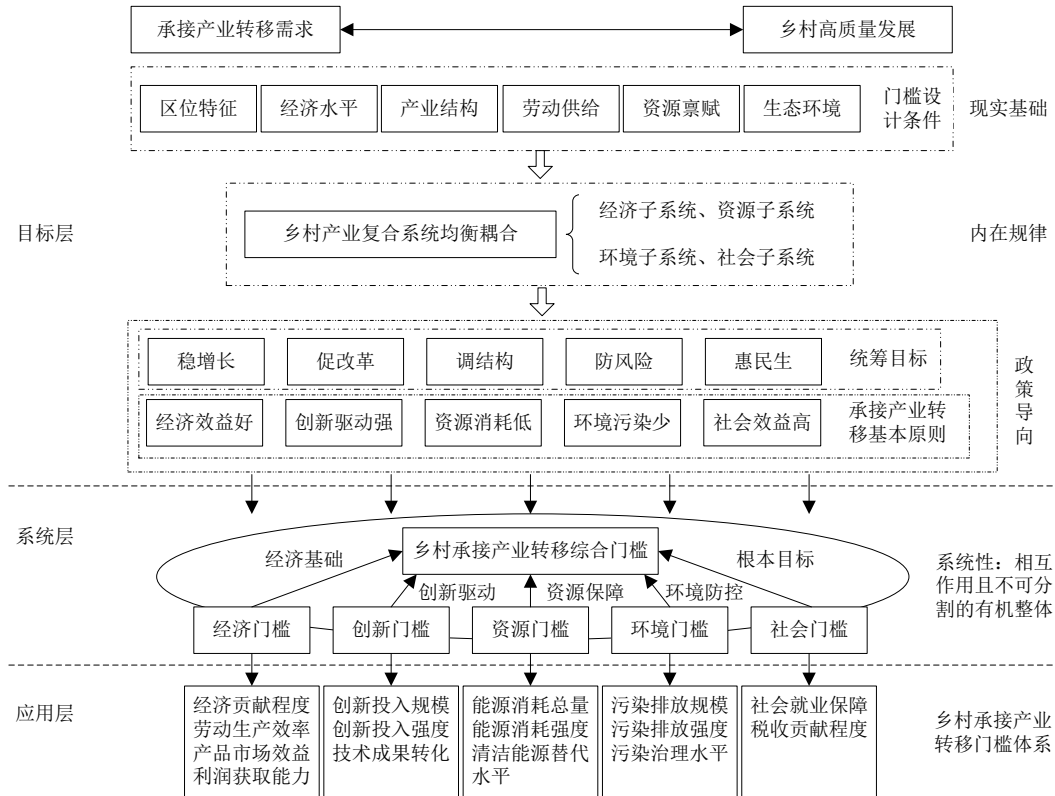 承接产业转移需求
乡村高质量发展
区位特征
经济水平
产业结构
劳动供给
资源禀赋
生态环境
门槛设
计条件
现实基础
目标层
乡村产业复合系统均衡耦合
经济子系统、资源子系统
环境子系统、社会子系统
内在规律
稳增长
促改革
调结构
防风险
惠民生
统筹目标
经济效益好
创新驱动强
资源消耗低
环境污染少
社会效益高
承接产业转
移基本原则
政
策
导
向
系统层
乡村承接产业转移综合门槛
经济基础
创新驱动
资源保障
环境防控
根本目标
经济门槛
创新门槛
资源门槛
环境门槛
社会门槛
系统性：相互
作用且不可分
割的有机整体
应用层
经济贡献程度
劳动生产效率
产品市场效益
利润获取能力
创新投入规模
创新投入强度
技术成果转化
能源消耗总量
能源消耗强度
清洁能源替代
水平
污染排放规模
污染排放强度
污染治理水平
社会就业保障
税收贡献程度
乡村承接产业
转移门槛体系